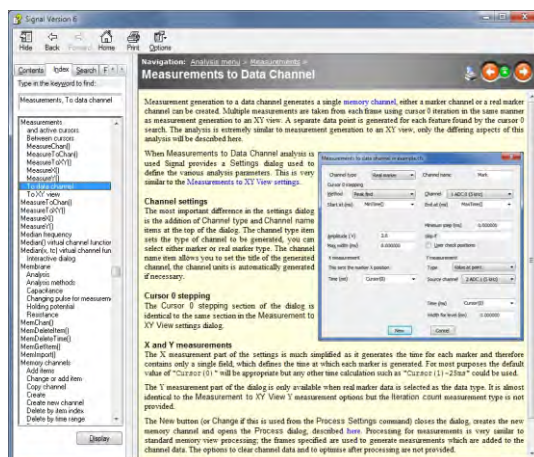 Signal Version 6
Hide Back Forward Home Print Options
Contents Index Search
Type in the keyword to find:
Measurements, To data channel
Measurements
and active cursors
Between cursors
MeasureChan()
MeasureToChan()
MeasureToXY()
MeasureX()
MeasureY()
To data channel
To XY view
MeasureToChan()
MeasureToXY()
MeasureX()
MeasureY()
Median frequency
Median() virtual channel function
Median(x, tc) virtual channel fun
Interactive dialog
Membrane
Analysis
Analysis methods
Capacitance
Changing pulse for measurem
Holding potential
Resistance
MemChan()
MemDeleteItem()
MemDeleteTime()
MemGetItem()
MemImport()
Memory channels
Add items
Change or add item
Copy channel
Create
Create new channel
Delete by item index
Delete by time range
Display
Navigation: Analysis menu > Measurements >
Measurements to Data Channel
Measurement generation to a data channel generates a single memory channel, either a marker channel or a real marker
channel can be created. Multiple measurements are taken from each frame using cursor 0 iteration in the same manner
as measurement generation to an XY view. A separate data point is generated for each feature found by the cursor 0
search. The analysis is extremely similar to measurement generation to an XY view, only the differing aspects of this
analysis will be described here.
When Measurements to Data Channel analysis is
used Signal provides a Settings dialog used to
define the various analysis parameters. This is very
similar to the Measurements to XY View settings.
Channel settings
The most important difference in the settings dialog
is the addition of Channel type and Channel name
items at the top of the dialog. The channel type item
sets the type of channel to be generated, you can
select either marker or real marker type. The channel
name item allows you to set the title of the generated
channel, the channel units is automatically generated
if necessary.
Cursor 0 stepping
The Cursor 0 stepping section of the dialog is
identical to the same section in the Measurement to
XY View settings dialog.
Channel type Real marker Channel name Mark
Cursor 0 stepping
Method Peak find Channel
Start at (ms) MinTime() End at (ms) MaxTime()
Minimum step (ms) 0.000000
Amplitude (V) 2.0 Skip if
Max width (ms) 0.000000 User check positions
X measurement Y measurement
This sets the marker X position. Type Value at point
Time (ms) Cursor(0) Source channel
Time (ms) Cursor(0)
Width for level (ms) 0.000000
New Cancel
X and Y measurements
The X measurement part of the settings is much simplified as it generates the time for each marker and therefore
contains only a single field, which defines the time at which each marker is generated. For most purposes the default
value of "Cursor(0)" will be appropriate but any other time calculation such as "Cursor(1)-25ms" could be used.
The Y measurement part of the dialog is only available when real marker data is selected as the data type. It is almost
identical to the Measurement to XY View Y measurement options but the Iteration count measurement type is not
provided.
The New button (or Change if this is used from the Process Settings command) closes the dialog, creates the new
memory channel and opens the Process dialog, described here. Processing for measurements is very similar to
standard memory view processing; the frames specified are used to generate measurements which are added to the
channel data. The options to clear channel data and to optimise after processing are not provided.